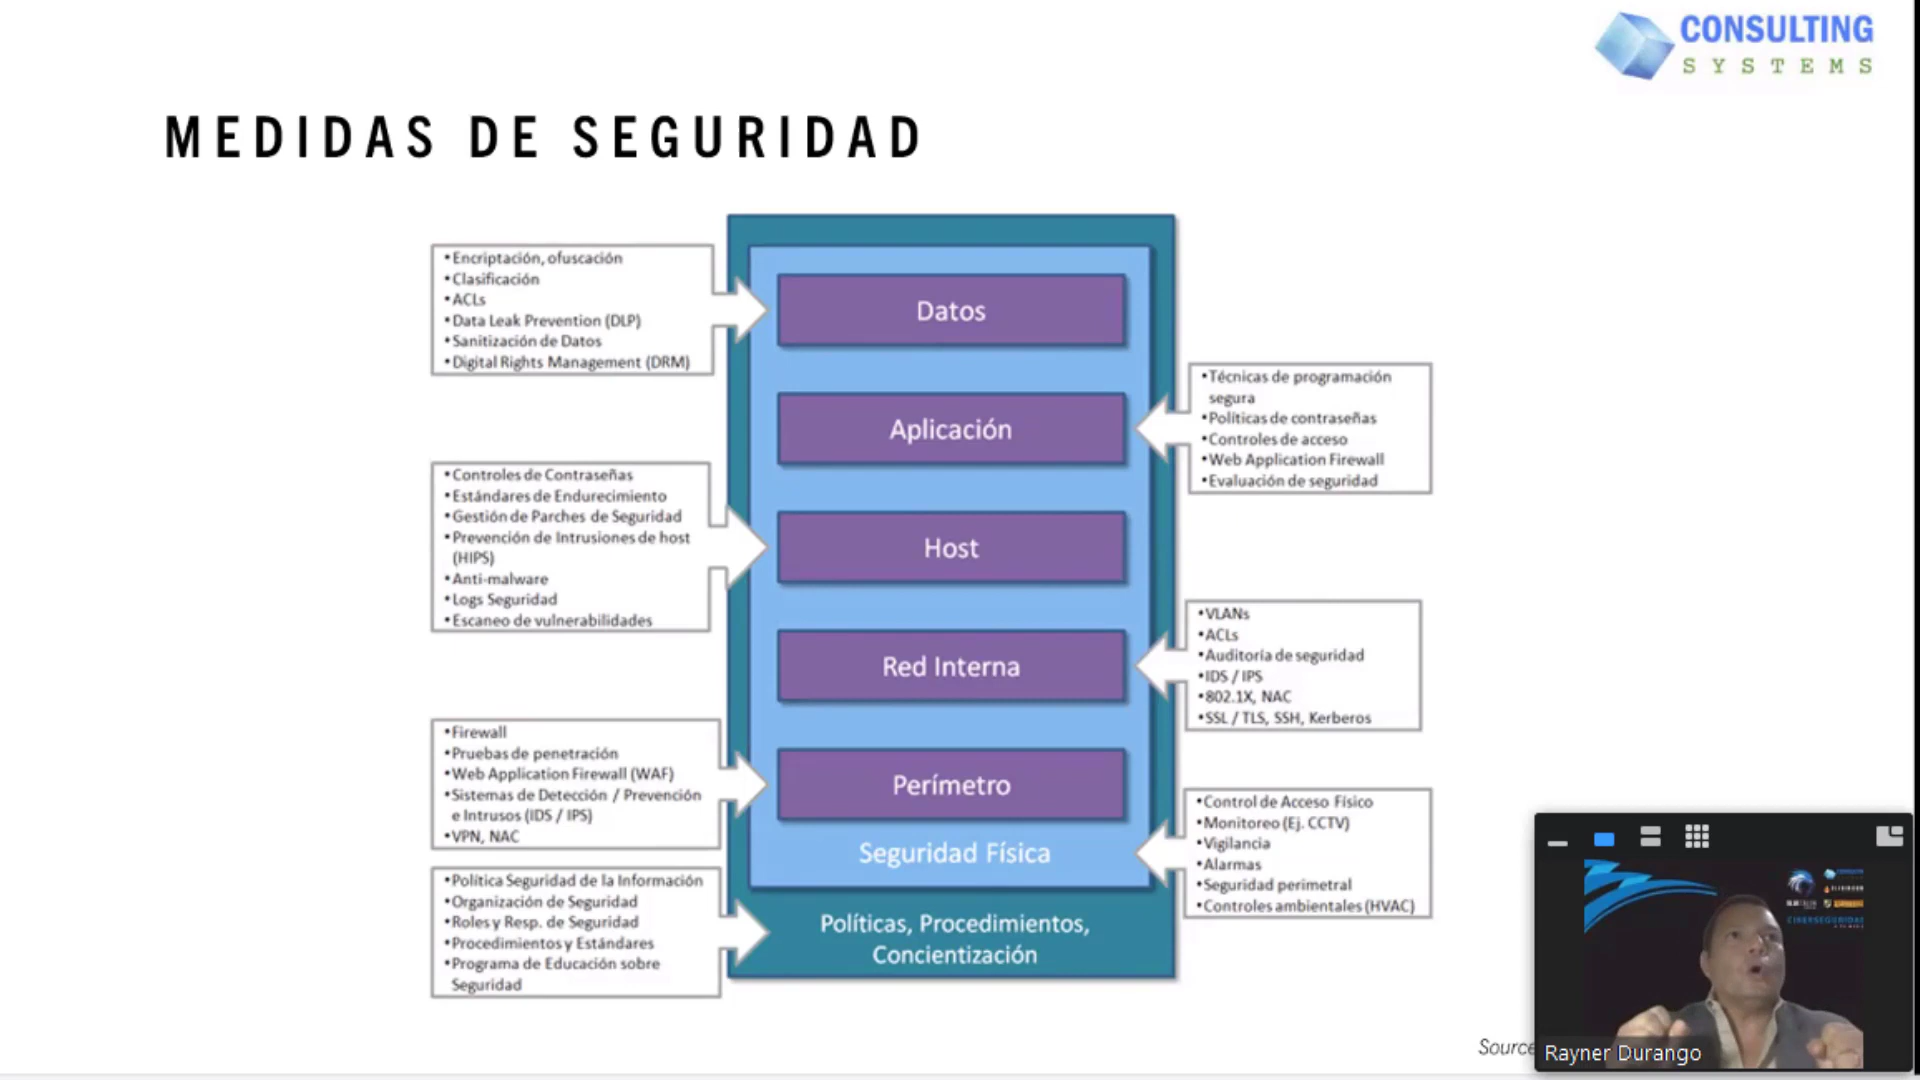 CONSULTING
SYSTEMS
MEDIDAS DE SEGURIDAD
•Encriptación, ofuscación
•Clasificación
•ACLs
•Data Leak Prevention (DLP)
•Sanitización de Datos
•Digital Rights Management (DRM)
Datos
•Técnicas de programación
segura
•Políticas de contraseñas
•Controles de acceso
•Web Application Firewall
•Evaluación de seguridad
Aplicación
•Controles de Contraseñas
•Estándares de Endurecimiento
•Gestión de Parches de Seguridad
•Prevención de Intrusiones de host
(HIPS)
•Anti-malware
•Logs Seguridad
•Escaneo de vulnerabilidades
Host
•VLANs
•ACLs
•Auditoría de seguridad
•IDS / IPS
•802.1X, NAC
•SSL / TLS, SSH, Kerberos
Red Interna
•Firewall
•Pruebas de penetración
•Web Application Firewall (WAF)
•Sistemas de Detección / Prevención
e Intrusos (IDS / IPS)
•VPN, NAC
Perímetro
•Control de Acceso Físico
•Monitoreo (Ej. CCTV)
•Vigilancia
•Alarmas
•Seguridad perimetral
•Controles ambientales (HVAC)
Seguridad Física
•Política Seguridad de la Información
•Organización de Seguridad
•Roles y Resp. de Seguridad
•Procedimientos y Estándares
•Programa de Educación sobre
Seguridad
Políticas, Procedimientos,
Concientización
Source
CIBERSEGURIDAD
Rayner Durango